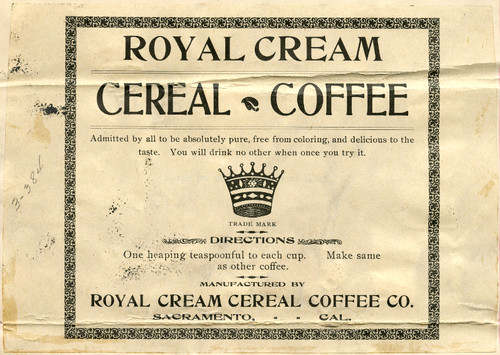 ROYAL CREAM
CEREAL COFFEE
Admitted by all to be absolutely pure, free from coloring, and delicious to the
taste. You will drink no other when once you try it.
TRADE MARK
DIRECTIONS
One heaping teaspoonful to each cup. Make same
as other coffee.
MANUFACTURED BY
ROYAL CREAM CEREAL COFFEE CO.
SACRAMENTO, - - CAL.